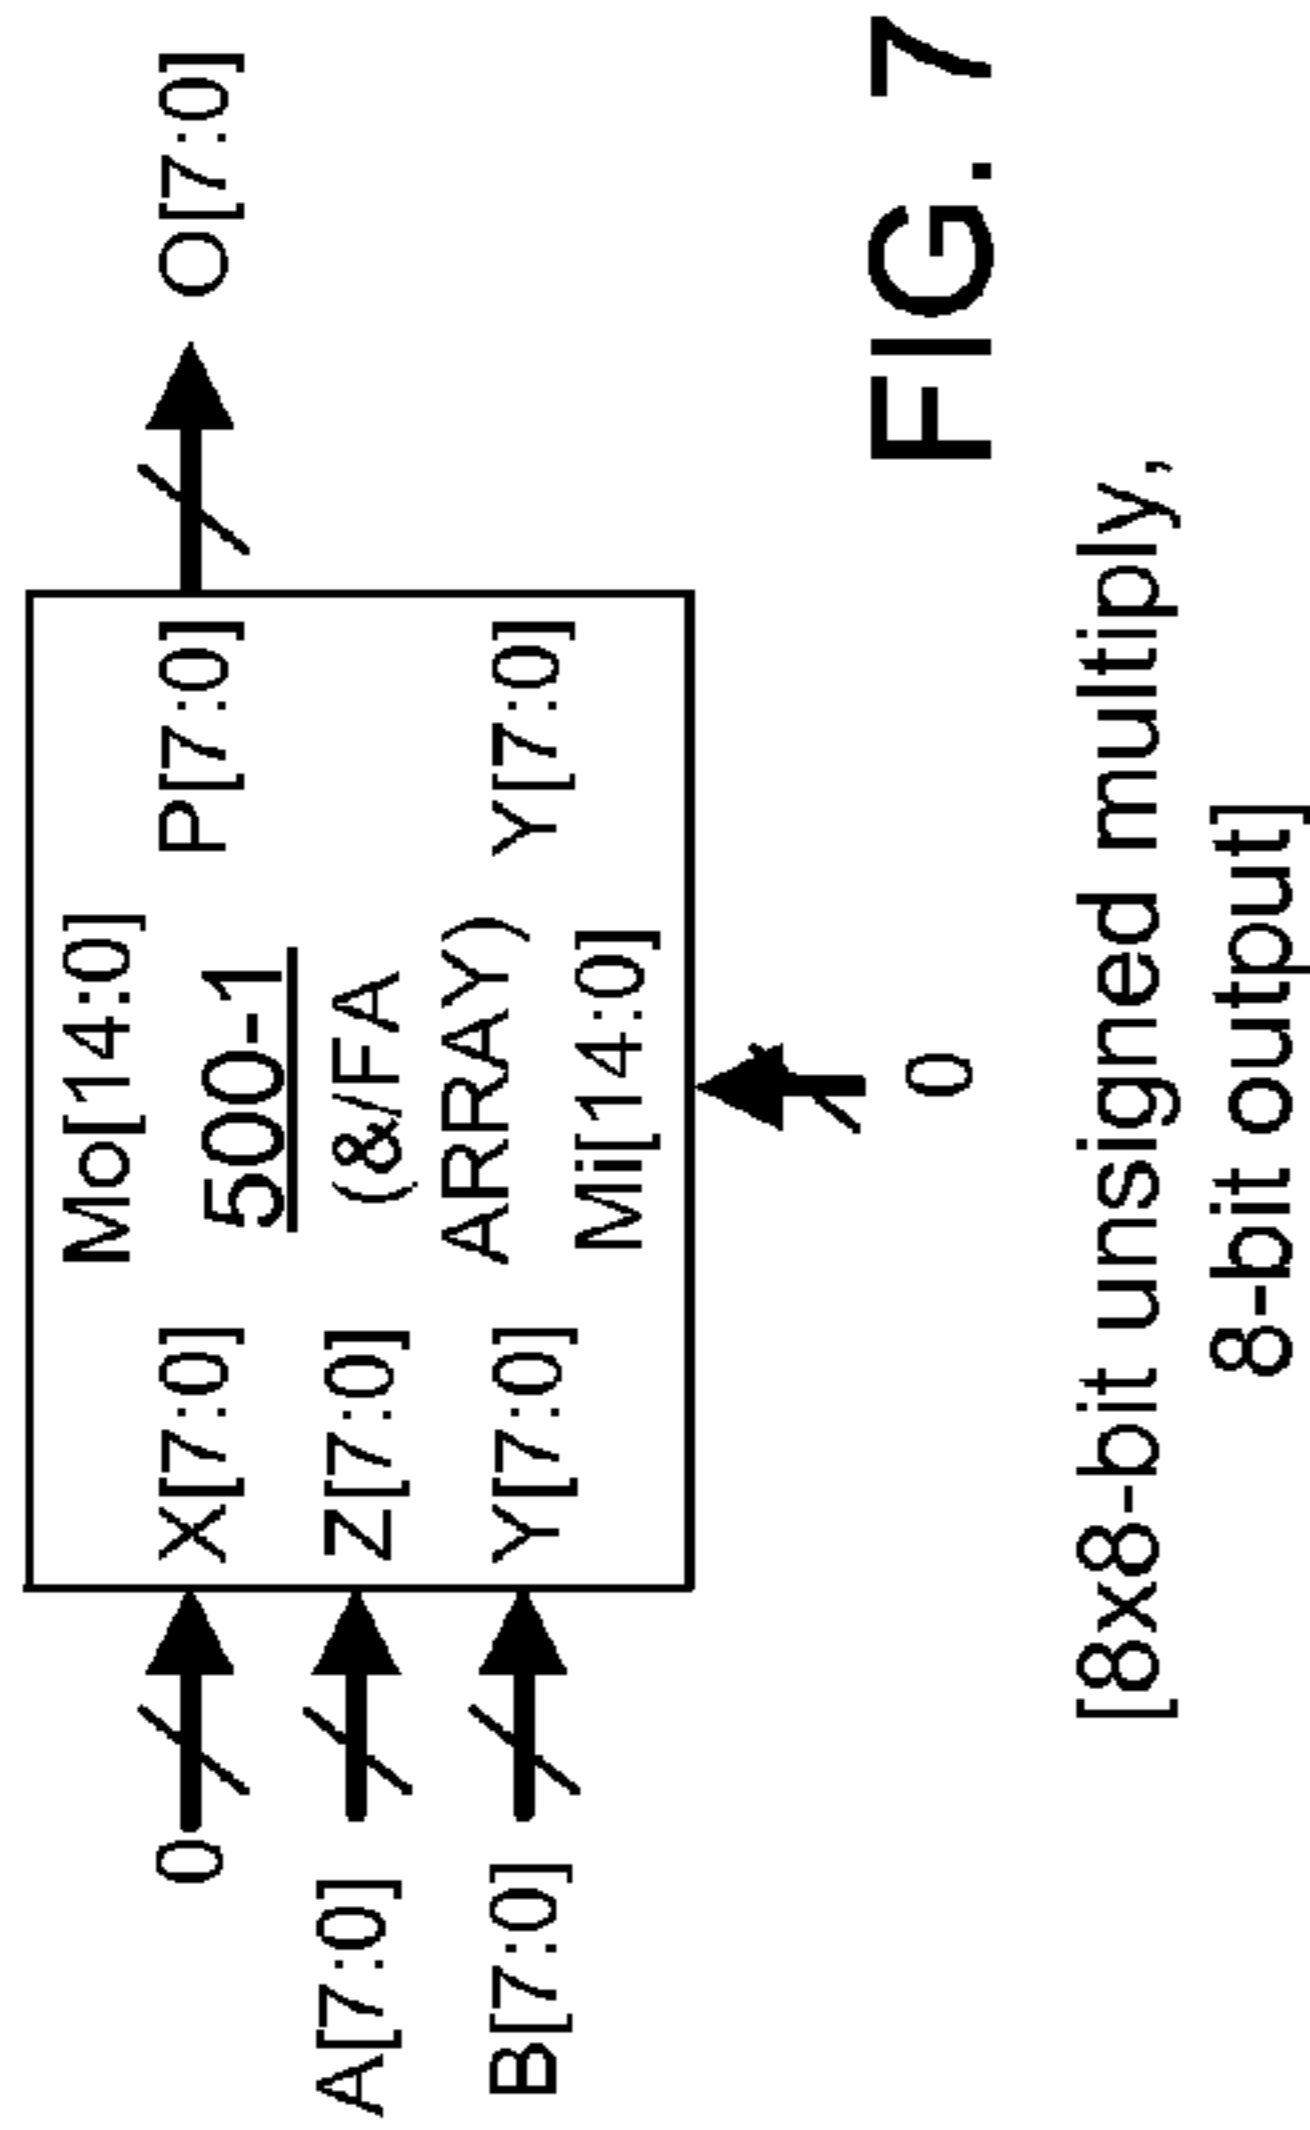 Mo[14:0]
0
X[7:0]
500-1
P[7:0]
O[7:0]
A[7:0]
Z[7:0]
(&/FA
ARRAY)
B[7:0]
Y[7:0]
Y[7:0]
Mi[14:0]
0
FIG. 7
[8x8-bit unsigned multiply,
8-bit output]